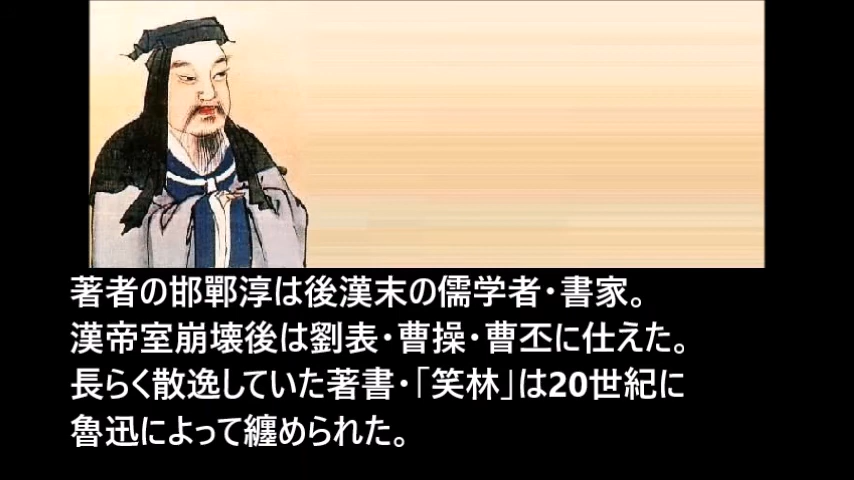 著者の邯鄲淳は後漢末の儒学者・書家。
漢帝室崩壊後は劉表・曹操・曹丕に仕えた。
長らく散逸していた著書・「笑林」は20世紀に
魯迅によって纏められた。